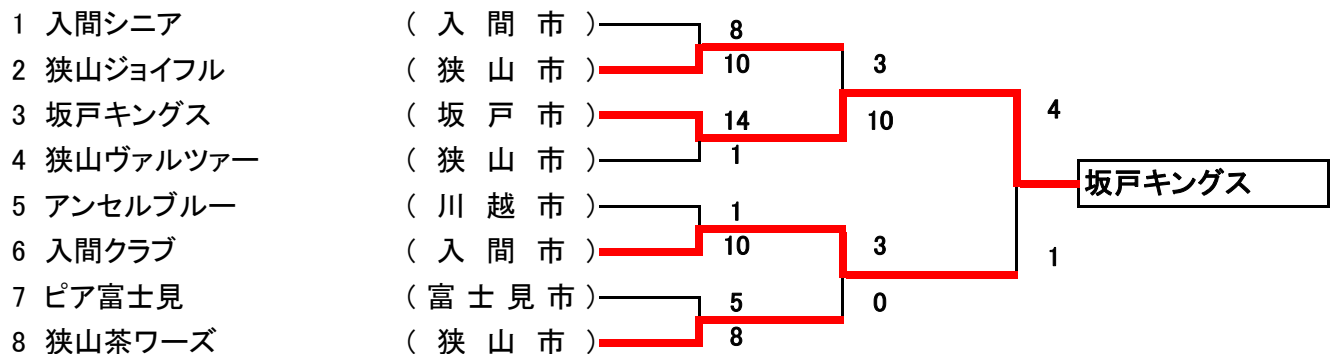 1 入間シニア (入間市) 8
2 狭山ジョイフル (狭山市) 10 3
3 坂戸キングス (坂戸市) 14 10 4
4 狭山ヴァルツァー (狭山市) 1
坂戸キングス
5 アンセルブルー (川越市) 1
6 入間クラブ (入間市) 10 3 1
7 ピア富士見 (富士見市) 5 0
8 狭山茶ワーズ (狭山市) 8